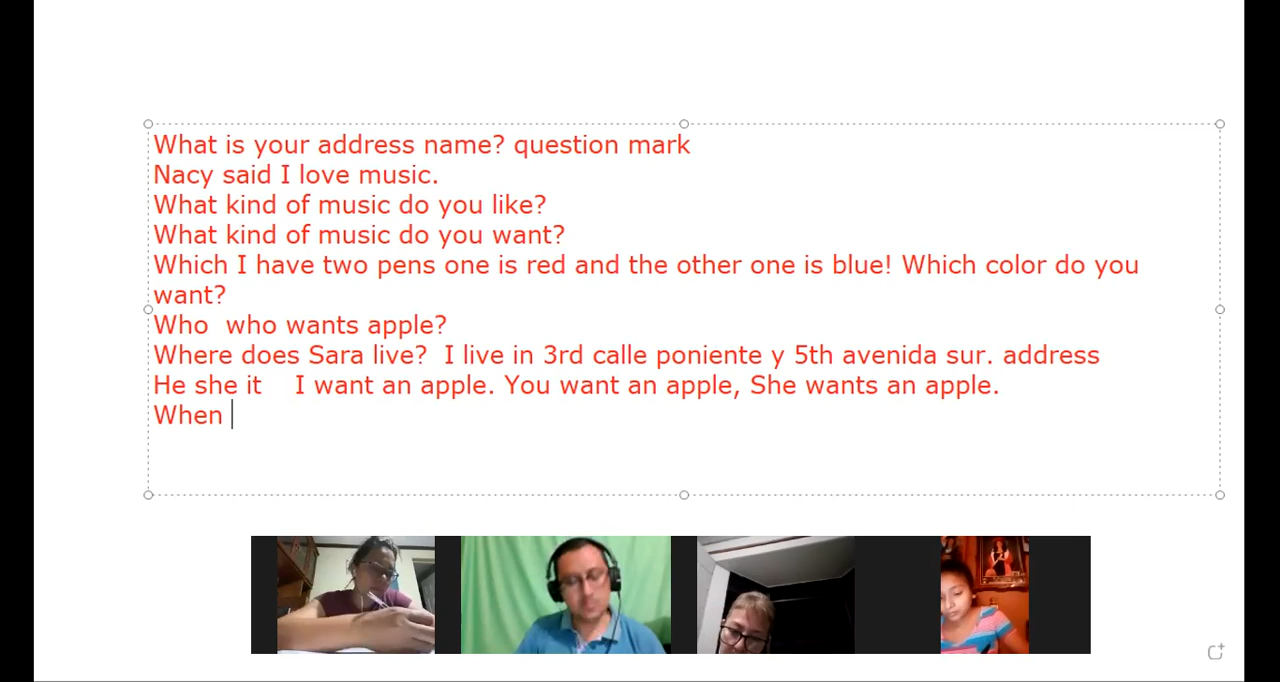 What is your address name? question mark
Nacy said I love music.
What kind of music do you like?
What kind of music do you want?
Which I have two pens one is red and the other one is blue! Which color do you
want?
Who  who wants apple?
Where does Sara live?  I live in 3rd calle poniente y 5th avenida sur. address
He she it    I want an apple. You want an apple, She wants an apple.
When